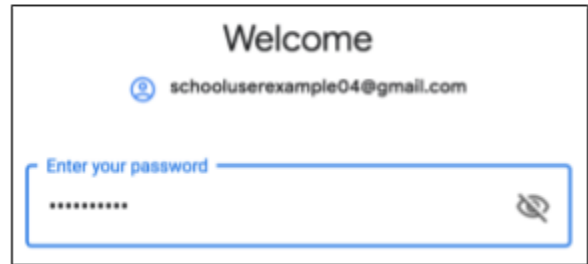 Welcome
schooluserexample04@gmail.com
Enter your password
••••••••••